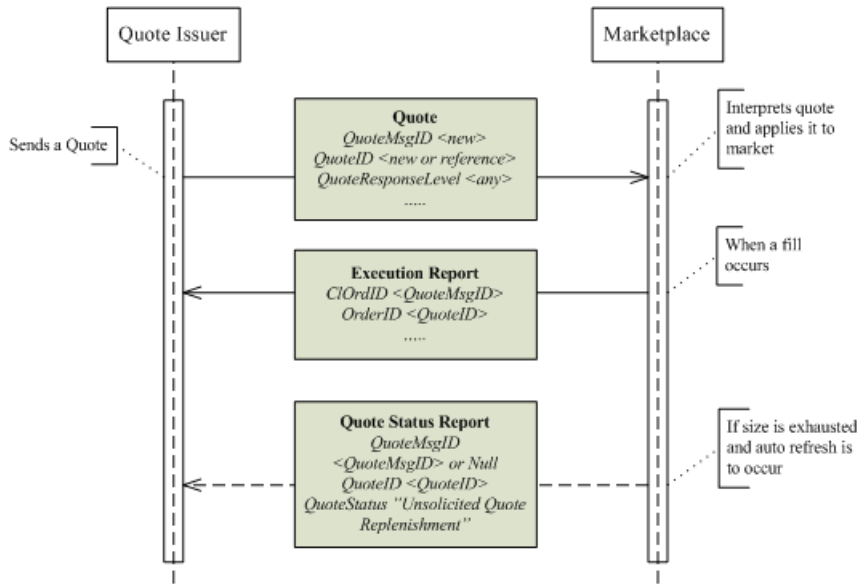 Quote Issuer
Marketplace
Sends a Quote
Quote
QuoteMsgID <new>
QuoteID <new or reference>
QuoteResponseLevel <any>
.....
Interprets quote
and applies it to
market
Execution Report
ClOrdID <QuoteMsgID>
OrderID <QuoteID>
.....
When a fill
occurs
Quote Status Report
QuoteMsgID
<QuoteMsgID> or Null
QuoteID <QuoteID>
QuoteStatus ”Unsolicited Quote
Replenishment”
If size is exhausted
and auto refresh is
to occur